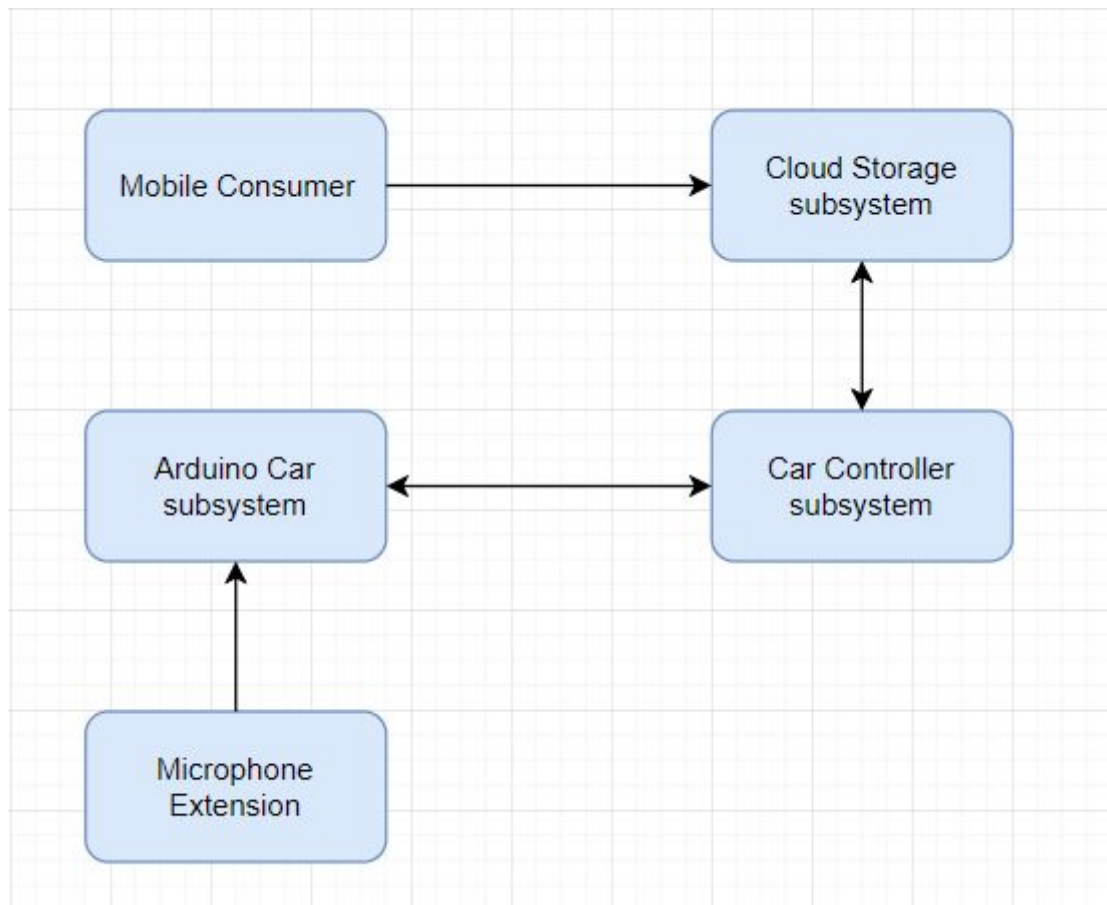 Mobile Consumer
Cloud Storage
subsystem
Arduino Car
subsystem
Car Controller
subsystem
Microphone
Extension